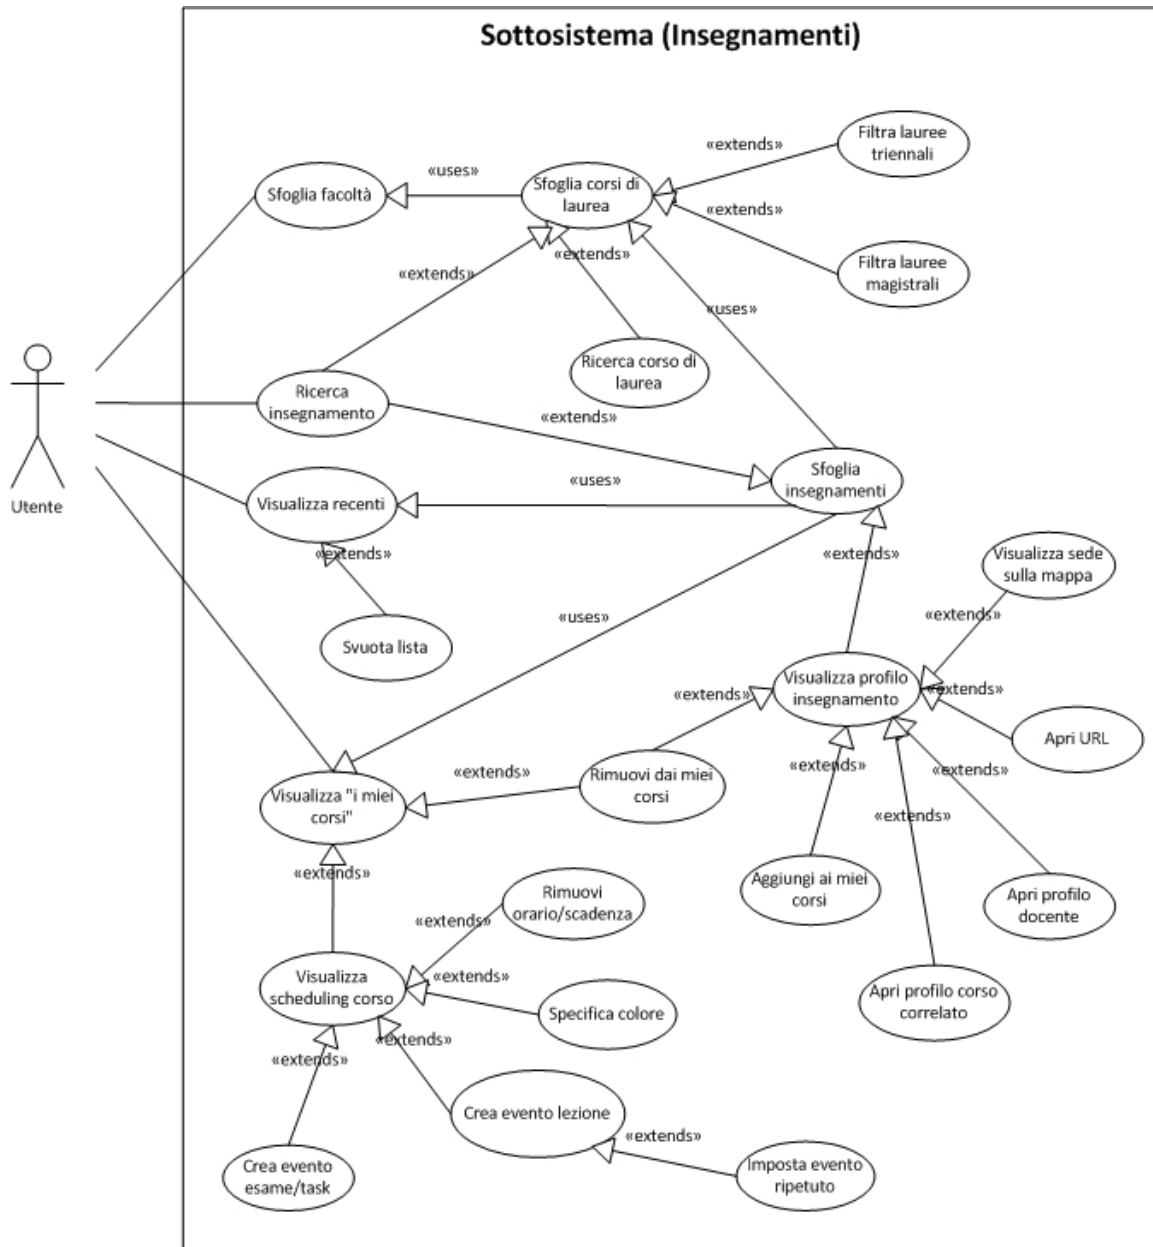 Sottosistema (Insegnamenti)
Filtra lauree
triennali
«extends»
«uses»
Sfoglia facoltà
Sfoglia corsi di
laurea
«extends»
«extends»
«extends»
Filtra lauree
magistrali
«uses»
Ricerca corso di
laurea
Ricerca
insegnamento
«extends»
Sfoglia
insegnamenti
«uses»
Visualizza recenti
Utente
«extends»
«extends»
Visualizza sede
sulla mappa
«uses»
«extends»
Svuota lista
Visualizza profilo
insegnamento
«extends»
«extends»
Apri URL
«extends»
«extends»
«extends»
Rimuovi dai miei
corsi
Visualizza "i miei
corsi"
«extends»
«extends»
Aggiungi ai miei
corsi
Rimuovi
orario/scadenza
Apri profilo
docente
«extends»
«extends»
Visualizza
scheduling corso
Apri profilo corso
correlato
Specifica colore
«extends»
«extends»
Crea evento lezione
«extends»
Crea evento
esame/task
Imposta evento
ripetuto